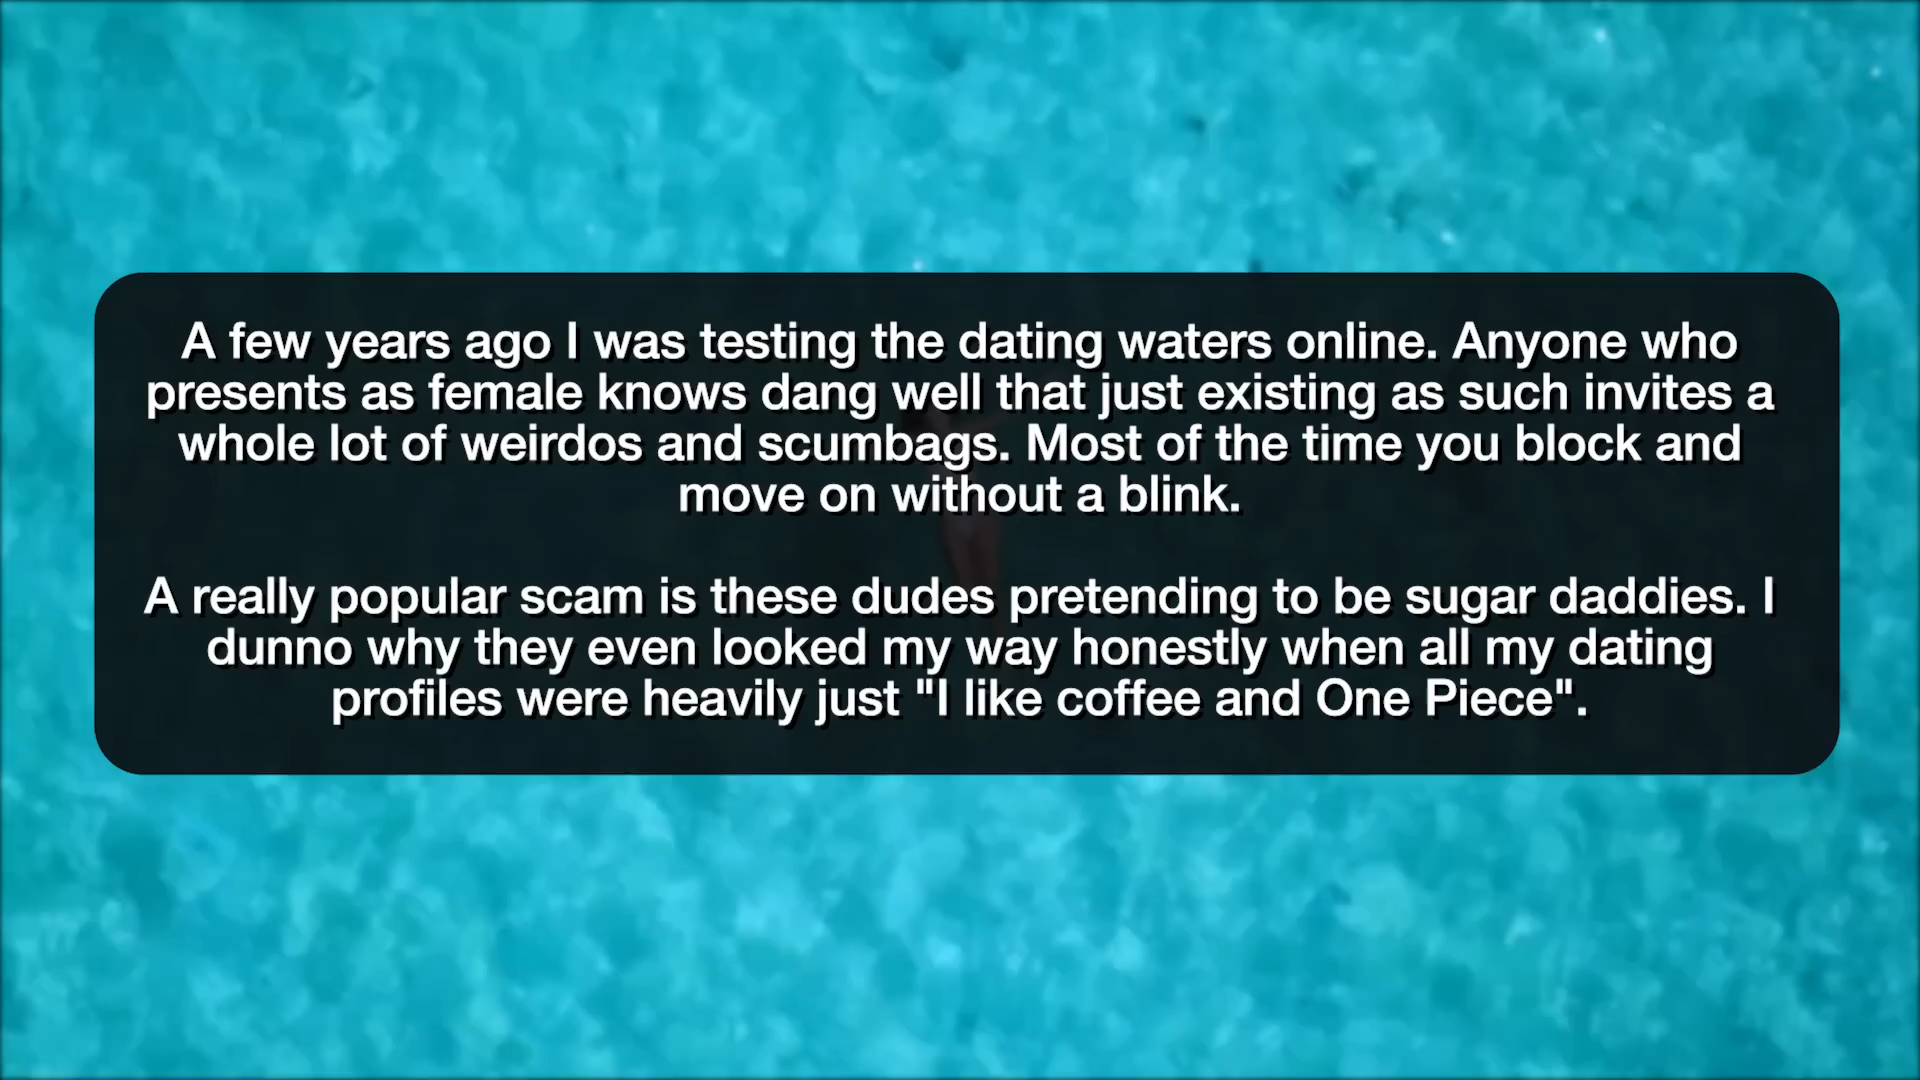 A few years ago I was testing the dating waters online. Anyone who
presents as female knows dang well that just existing as such invites a
whole lot of weirdos and scumbags. Most of the time you block and
move on without a blink.
A really popular scam is these dudes pretending to be sugar daddies. I
dunno why they even looked my way honestly when all my dating
profiles were heavily just "I like coffee and One Piece".